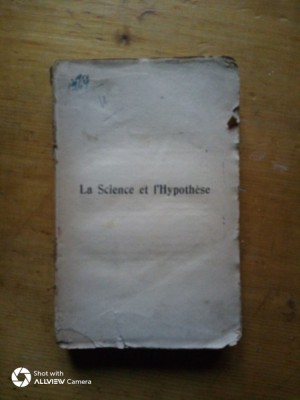 La Science et l'Hypothèse
Shot with
ALLVIEW Camera